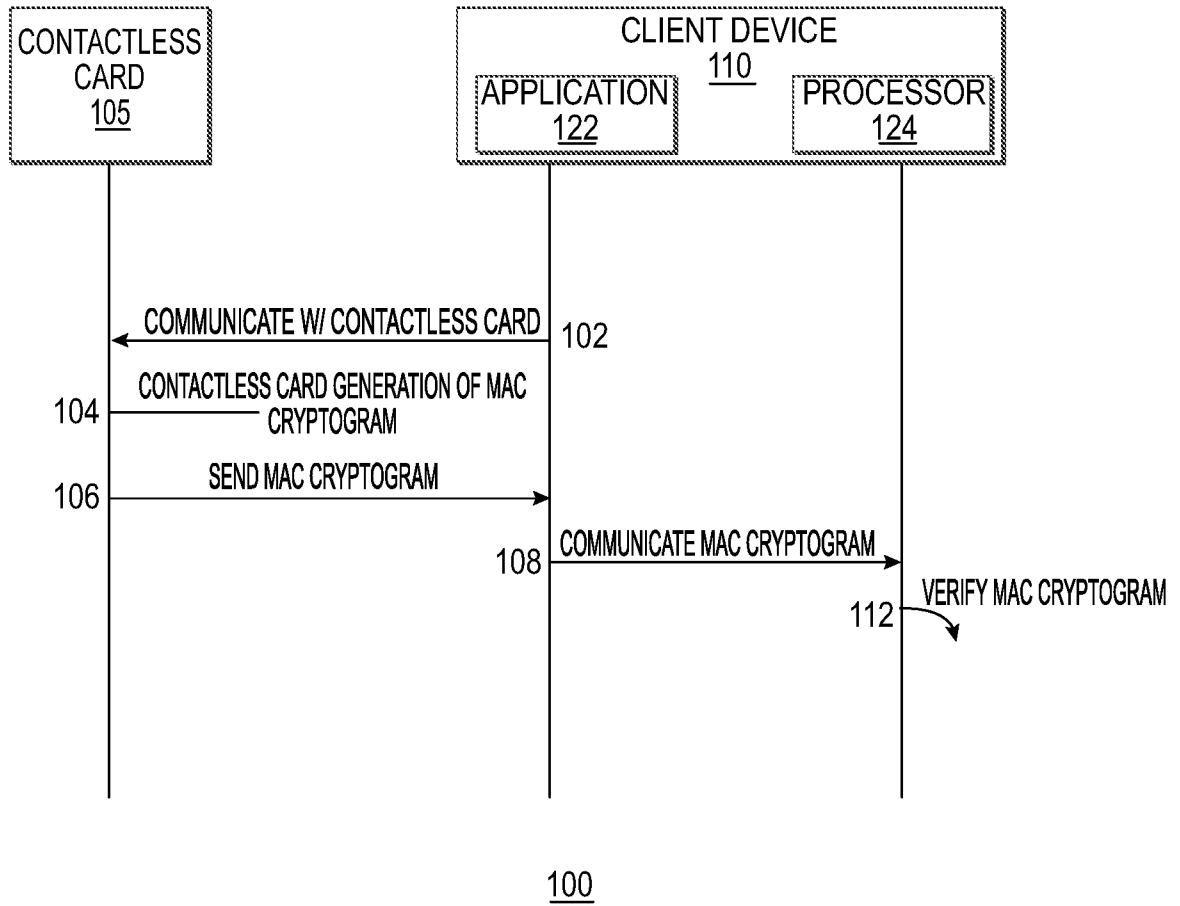 CONTACTLESS
CARD
105
CLIENT DEVICE
110
APPLICATION
122
PROCESSOR
124
COMMUNICATE W/ CONTACTLESS CARD
102
CONTACTLESS CARD GENERATION OF MAC
CRYPTOGRAM
104
SEND MAC CRYPTOGRAM
106
COMMUNICATE MAC CRYPTOGRAM
108
VERIFY MAC CRYPTOGRAM
112
100